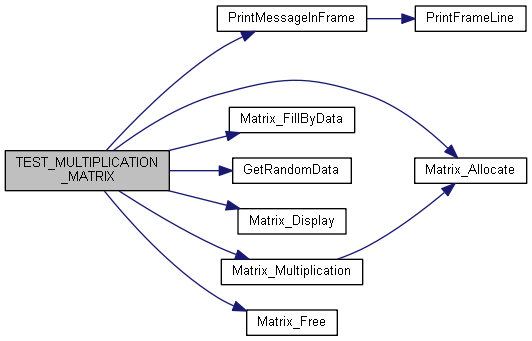 PrintMessageInFrame
PrintFrameLine
Matrix_FillByData
TEST_MULTIPLICATION
_MATRIX
GetRandomData
Matrix_Allocate
Matrix_Display
Matrix_Multiplication
Matrix_Free